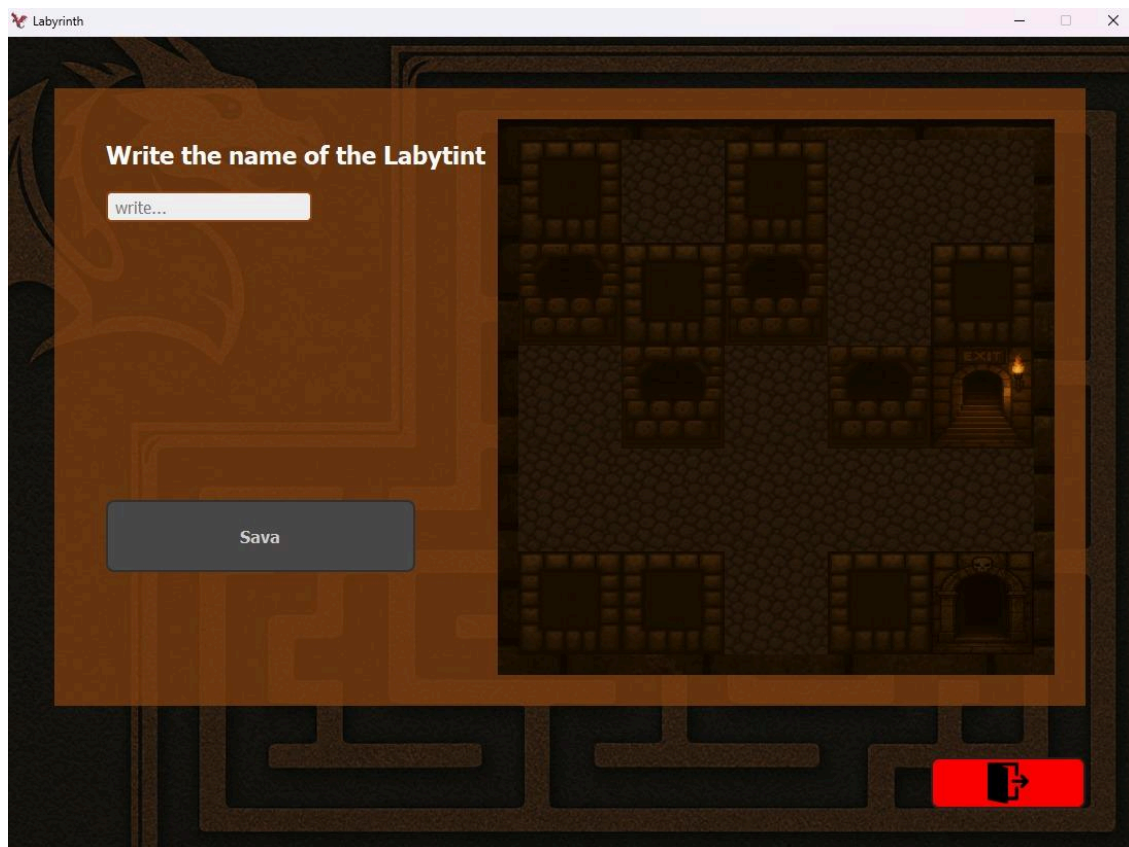 Labyrinth
Write the name of the Labytint
write...
EXIT
Sava